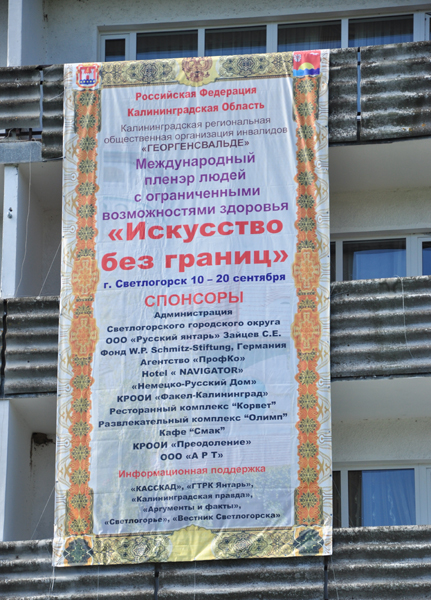 Российская Федерация
Калининградская Область
Калининградская региональная
общественная организация инвалидов
«ГЕОРГЕНСВАЛЬДЕ»
Международный
пленэр людей
с ограниченными
возможностями здоровья
«Искусство
без границ»
г. Светлогорск 10 – 20 сентября
СПОНСОРЫ
Администрация
Светлогорского городского округа
ООО «Русский янтарь» Зайцев С.Е.
Фонд W.P. Schmitz-Stiftung, Германия
Агентство «ПрофКо»
Hotel « NAVIGATOR»
«Немецко-Русский Дом»
КРООИ «Факел-Калининград»
Ресторанный комплекс “Корвет”
Развлекательный комплекс “Олимп”
Кафе “Смак”
КРООИ «Преодоление»
ООО «А Р Т»
Информационная поддержка
«КАССКАД», «ГТРК Янтарь»,
«Калининградская правда»,
«Аргументы и факты»,
«Светлогорье», «Вестник Светлогорска»